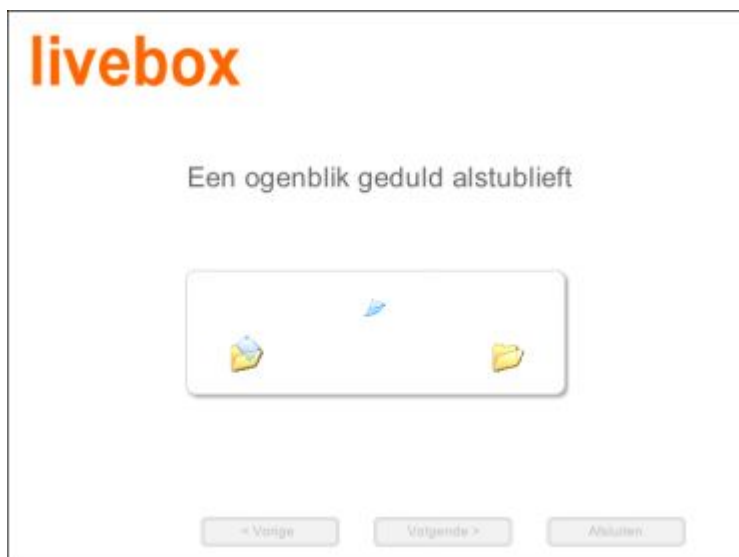 livebox
Een ogenblik geduld alstublieft
< Vorige
Volgende >
Afsluiten